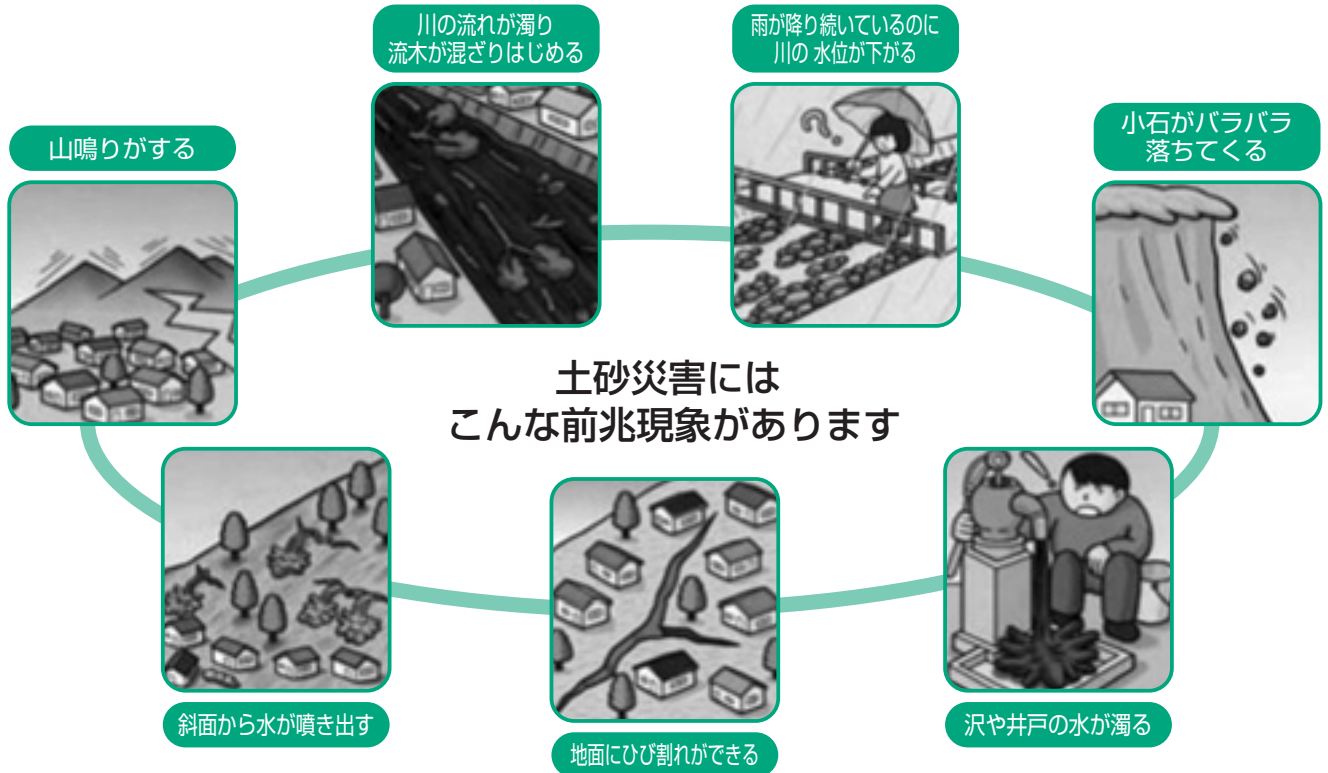 川の流れが濁り
流木が混ざりはじめる
雨が降り続いているのに
川の 水位が下がる
山鳴りがする
小石がバラバラ
落ちてくる
土砂災害には
こんな前兆現象があります
斜面から水が噴き出す
地面にひび割れができる
沢や井戸の水が濁る